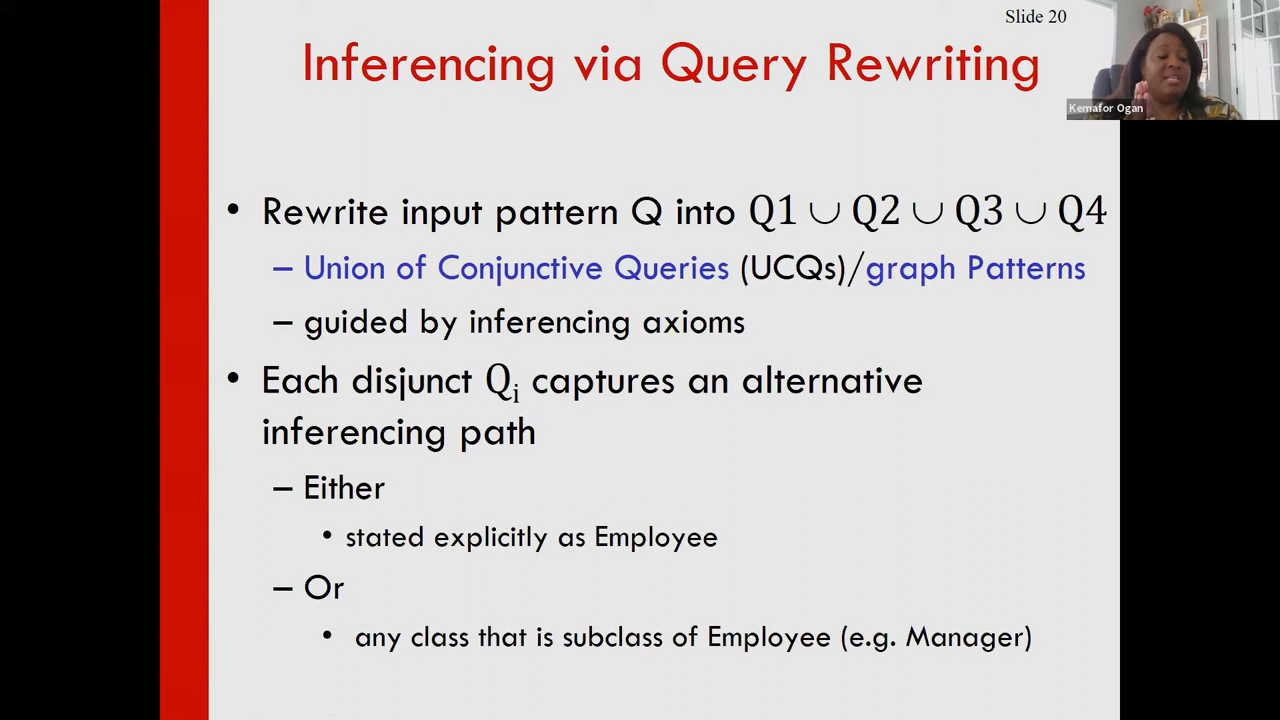 Slide 20
Inferencing via Query Rewriting
Kemafor Ogan
• Rewrite input pattern Q into Q1 ∪ Q2 ∪ Q3 ∪ Q4
– Union of Conjunctive Queries (UCQs)/graph Patterns
– guided by inferencing axioms
• Each disjunct Qi captures an alternative
inferencing path
– Either
• stated explicitly as Employee
– Or
• any class that is subclass of Employee (e.g. Manager)